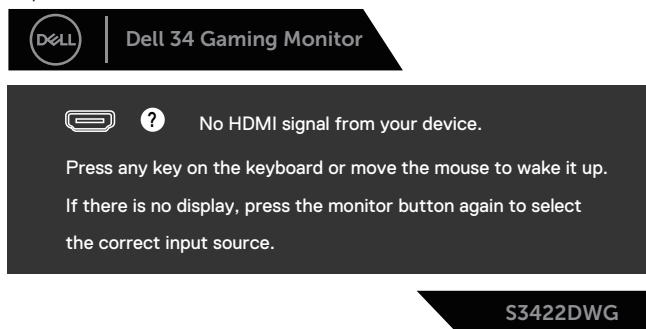 DELL
Dell 34 Gaming Monitor
? No HDMI signal from your device.
Press any key on the keyboard or move the mouse to wake it up.
If there is no display, press the monitor button again to select
the correct input source.
S3422DWG